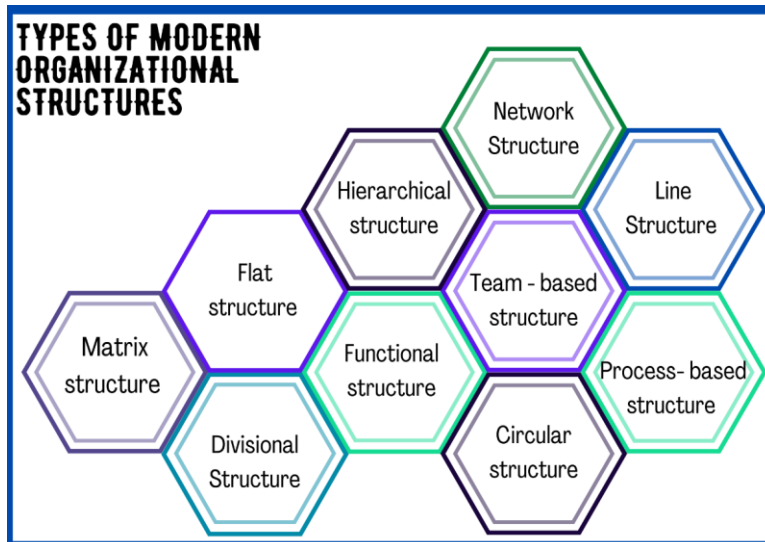 TYPES OF MODERN
ORGANIZATIONAL
STRUCTURES
Network
Structure
Hierarchical
structure
Line
Structure
Flat
structure
Team - based
structure
Matrix
structure
Functional
structure
Process- based
structure
Divisional
Structure
Circular
structure